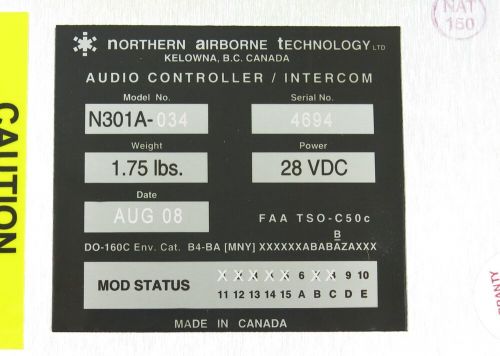 NAT
150
CAUTION
NORTHERN AIRBORNE TECHNOLOGY LTD
KELOWNA, B.C. CANADA
AUDIO CONTROLLER / INTERCOM
Model No. Serial No.
N301A-034 4694
Weight Power
1.75 lbs. 28 VDC
Date
AUG 08 FAA TSO-C50c
B
DO-160C Env. Cat. B4-BA [MNY] XXXXXXABABAZAXXX
MOD STATUS
X X X X X 6 X X 9 10
11 12 13 14 15 A B C D E
MADE IN CANADA